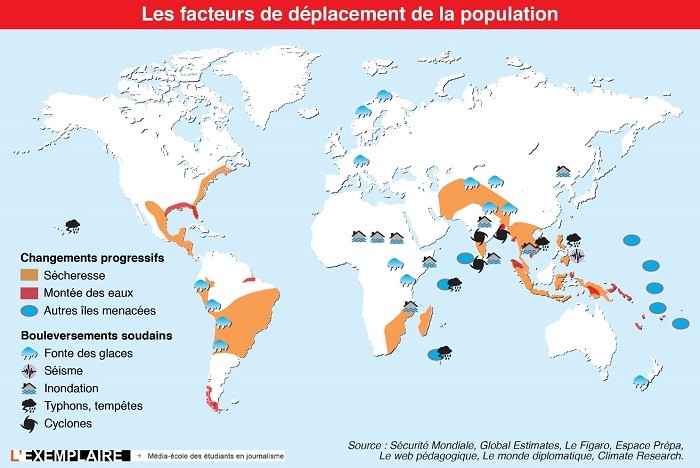 Les facteurs de déplacement de la population
Changements progressifs
Sécheresse
Montée des eaux
Autres îles menacées
Bouleversements soudains
Fonte des glaces
Séisme
Inondation
Typhons, tempêtes
Cyclones
L'EXEMPLAIRE + Média-école des étudiants en journalisme
Source : Sécurité Mondiale, Global Estimates, Le Figaro, Espace Prépa,
Le web pédagogique, Le monde diplomatique, Climate Research.